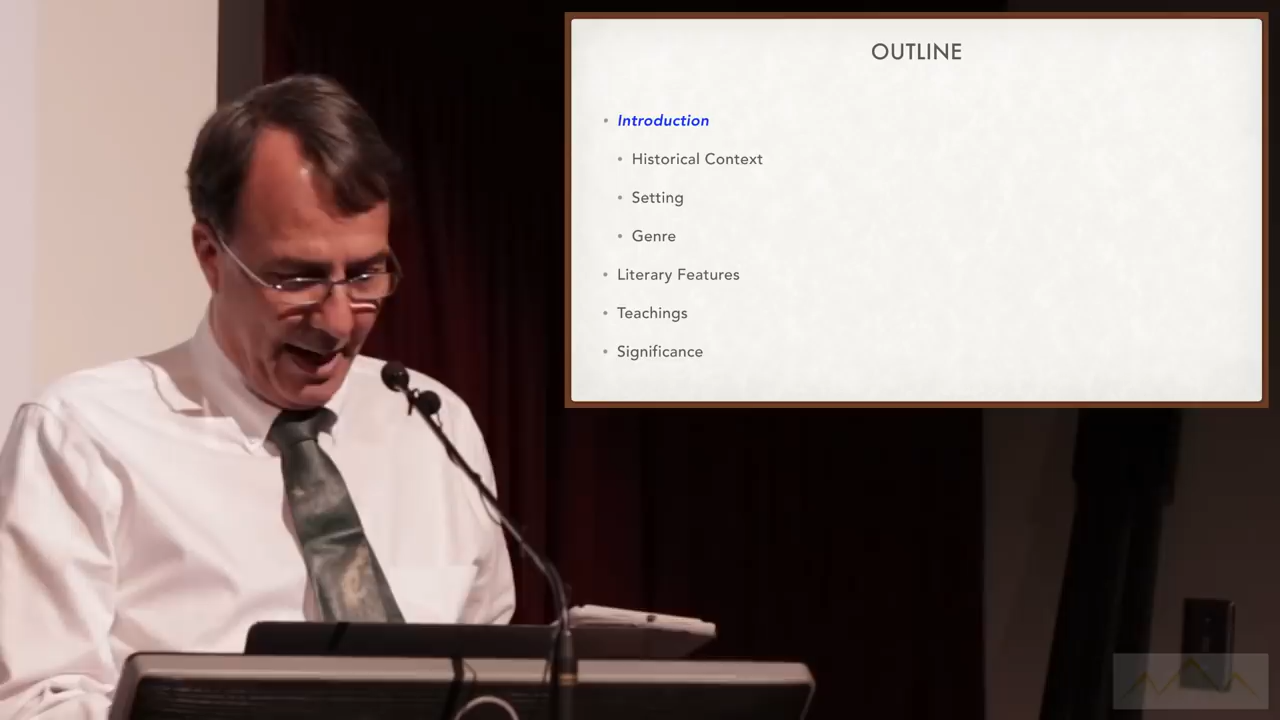 OUTLINE
• Introduction
• Historical Context
• Setting
• Genre
• Literary Features
• Teachings
• Significance